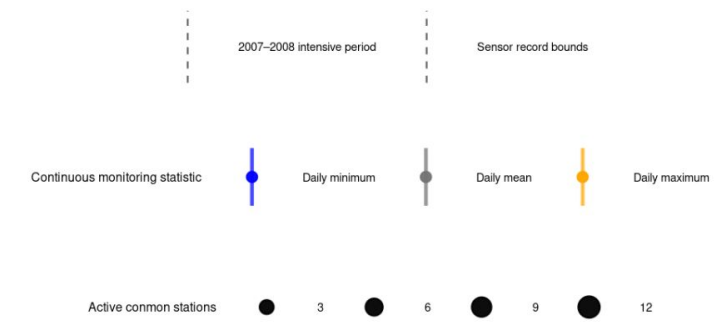 2007–2008 intensive period Sensor record bounds
Continuous monitoring statistic Daily minimum Daily mean Daily maximum
Active common stations 3 6 9 12